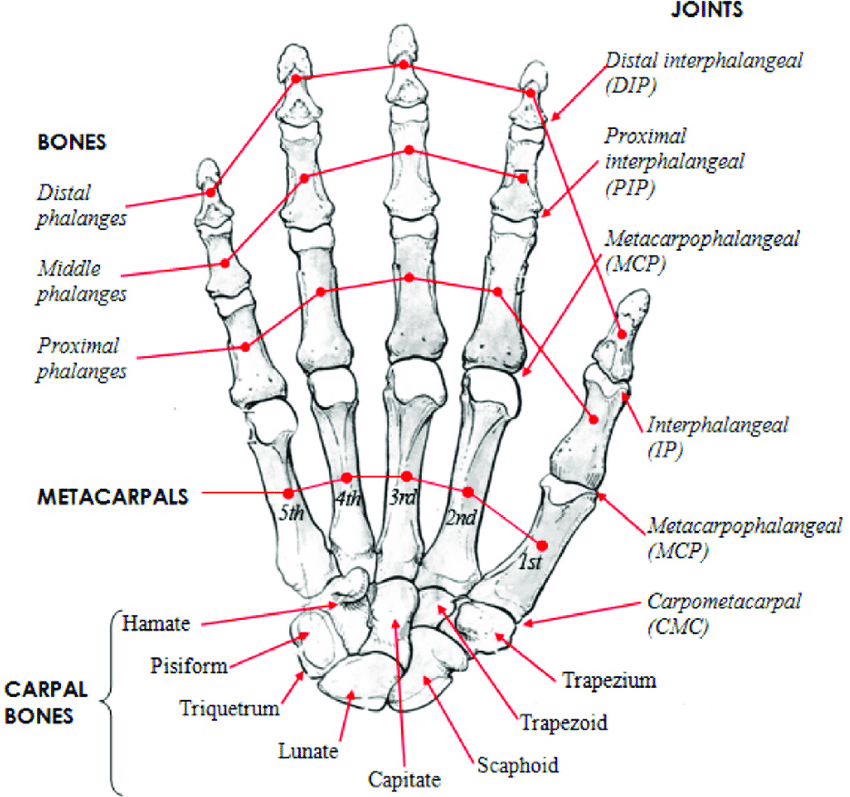 JOINTS
BONES
Distal
phalanges
Middle
phalanges
Proximal
phalanges
METACARPALS
5th
4th
3rd
2nd
1st
Distal interphalangeal
(DIP)
Proximal
interphalangeal
(PIP)
Metacarpophalangeal
(MCP)
Interphalangeal
(IP)
Metacarpophalangeal
(MCP)
Carpometacarpal
(CMC)
CARPAL
BONES
Hamate
Pisiform
Triquetrum
Lunate
Capitate
Scaphoid
Trapezoid
Trapezium